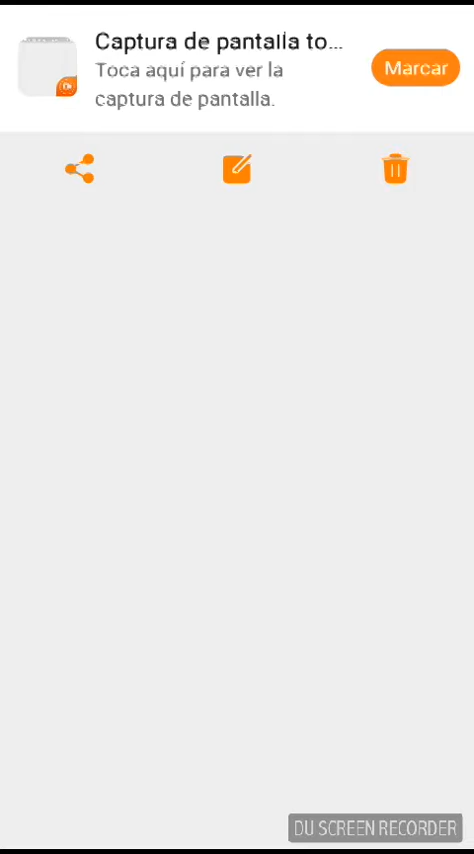 Captura de pantalla to...
Toca aquí para ver la
captura de pantalla.
Marcar
DU SCREEN RECORDER